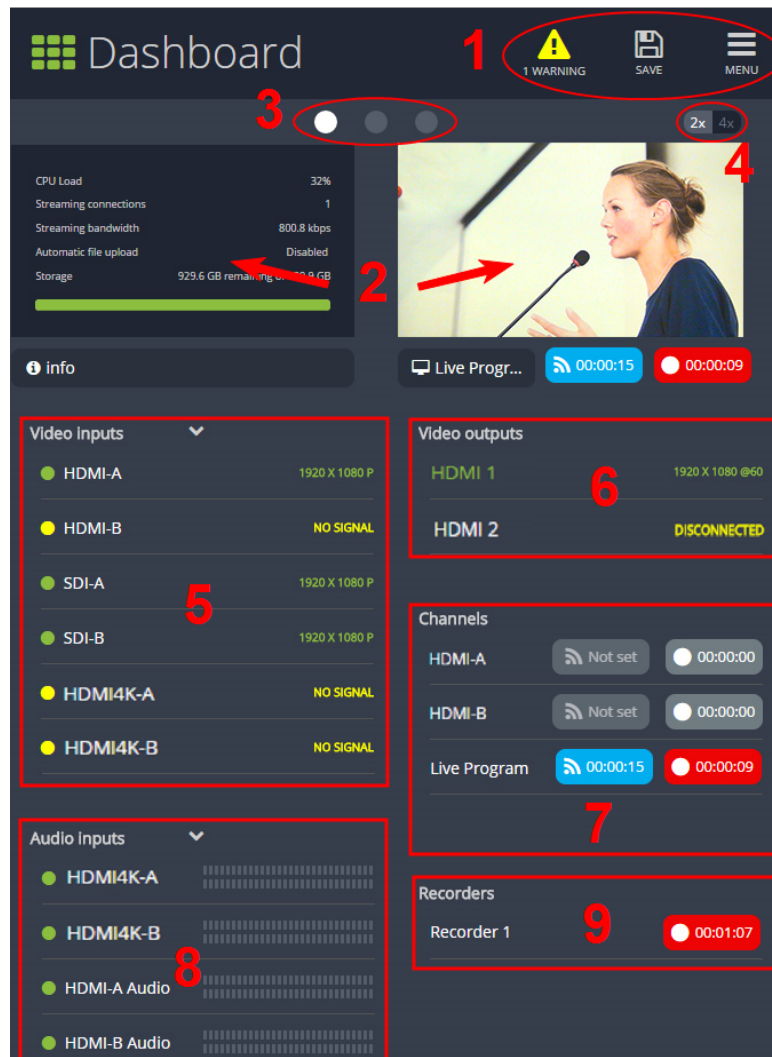 Dashboard
1
1 WARNING
SAVE
MENU
3
2x 4x
4
CPU Load 32%
Streaming connections 1
Streaming bandwidth 800.8 kbps
Automatic file upload Disabled
Storage 929.6 GB remaining GB
2
info
Live Progr... 00:00:15 00:00:09
Video inputs
HDMI-A 1920 X 1080 P
HDMI-B NO SIGNAL
SDI-A 1920 X 1080 P
5
SDI-B 1920 X 1080 P
HDMI4K-A NO SIGNAL
HDMI4K-B NO SIGNAL
Video outputs
HDMI 1 1920 X 1080 @60
6
HDMI 2 DISCONNECTED
Channels
HDMI-A Not set 00:00:00
HDMI-B Not set 00:00:00
Live Program 00:00:15 00:00:09
7
Audio inputs
HDMI4K-A
HDMI4K-B
8
HDMI-A Audio
HDMI-B Audio
Recorders
Recorder 1 00:01:07
9